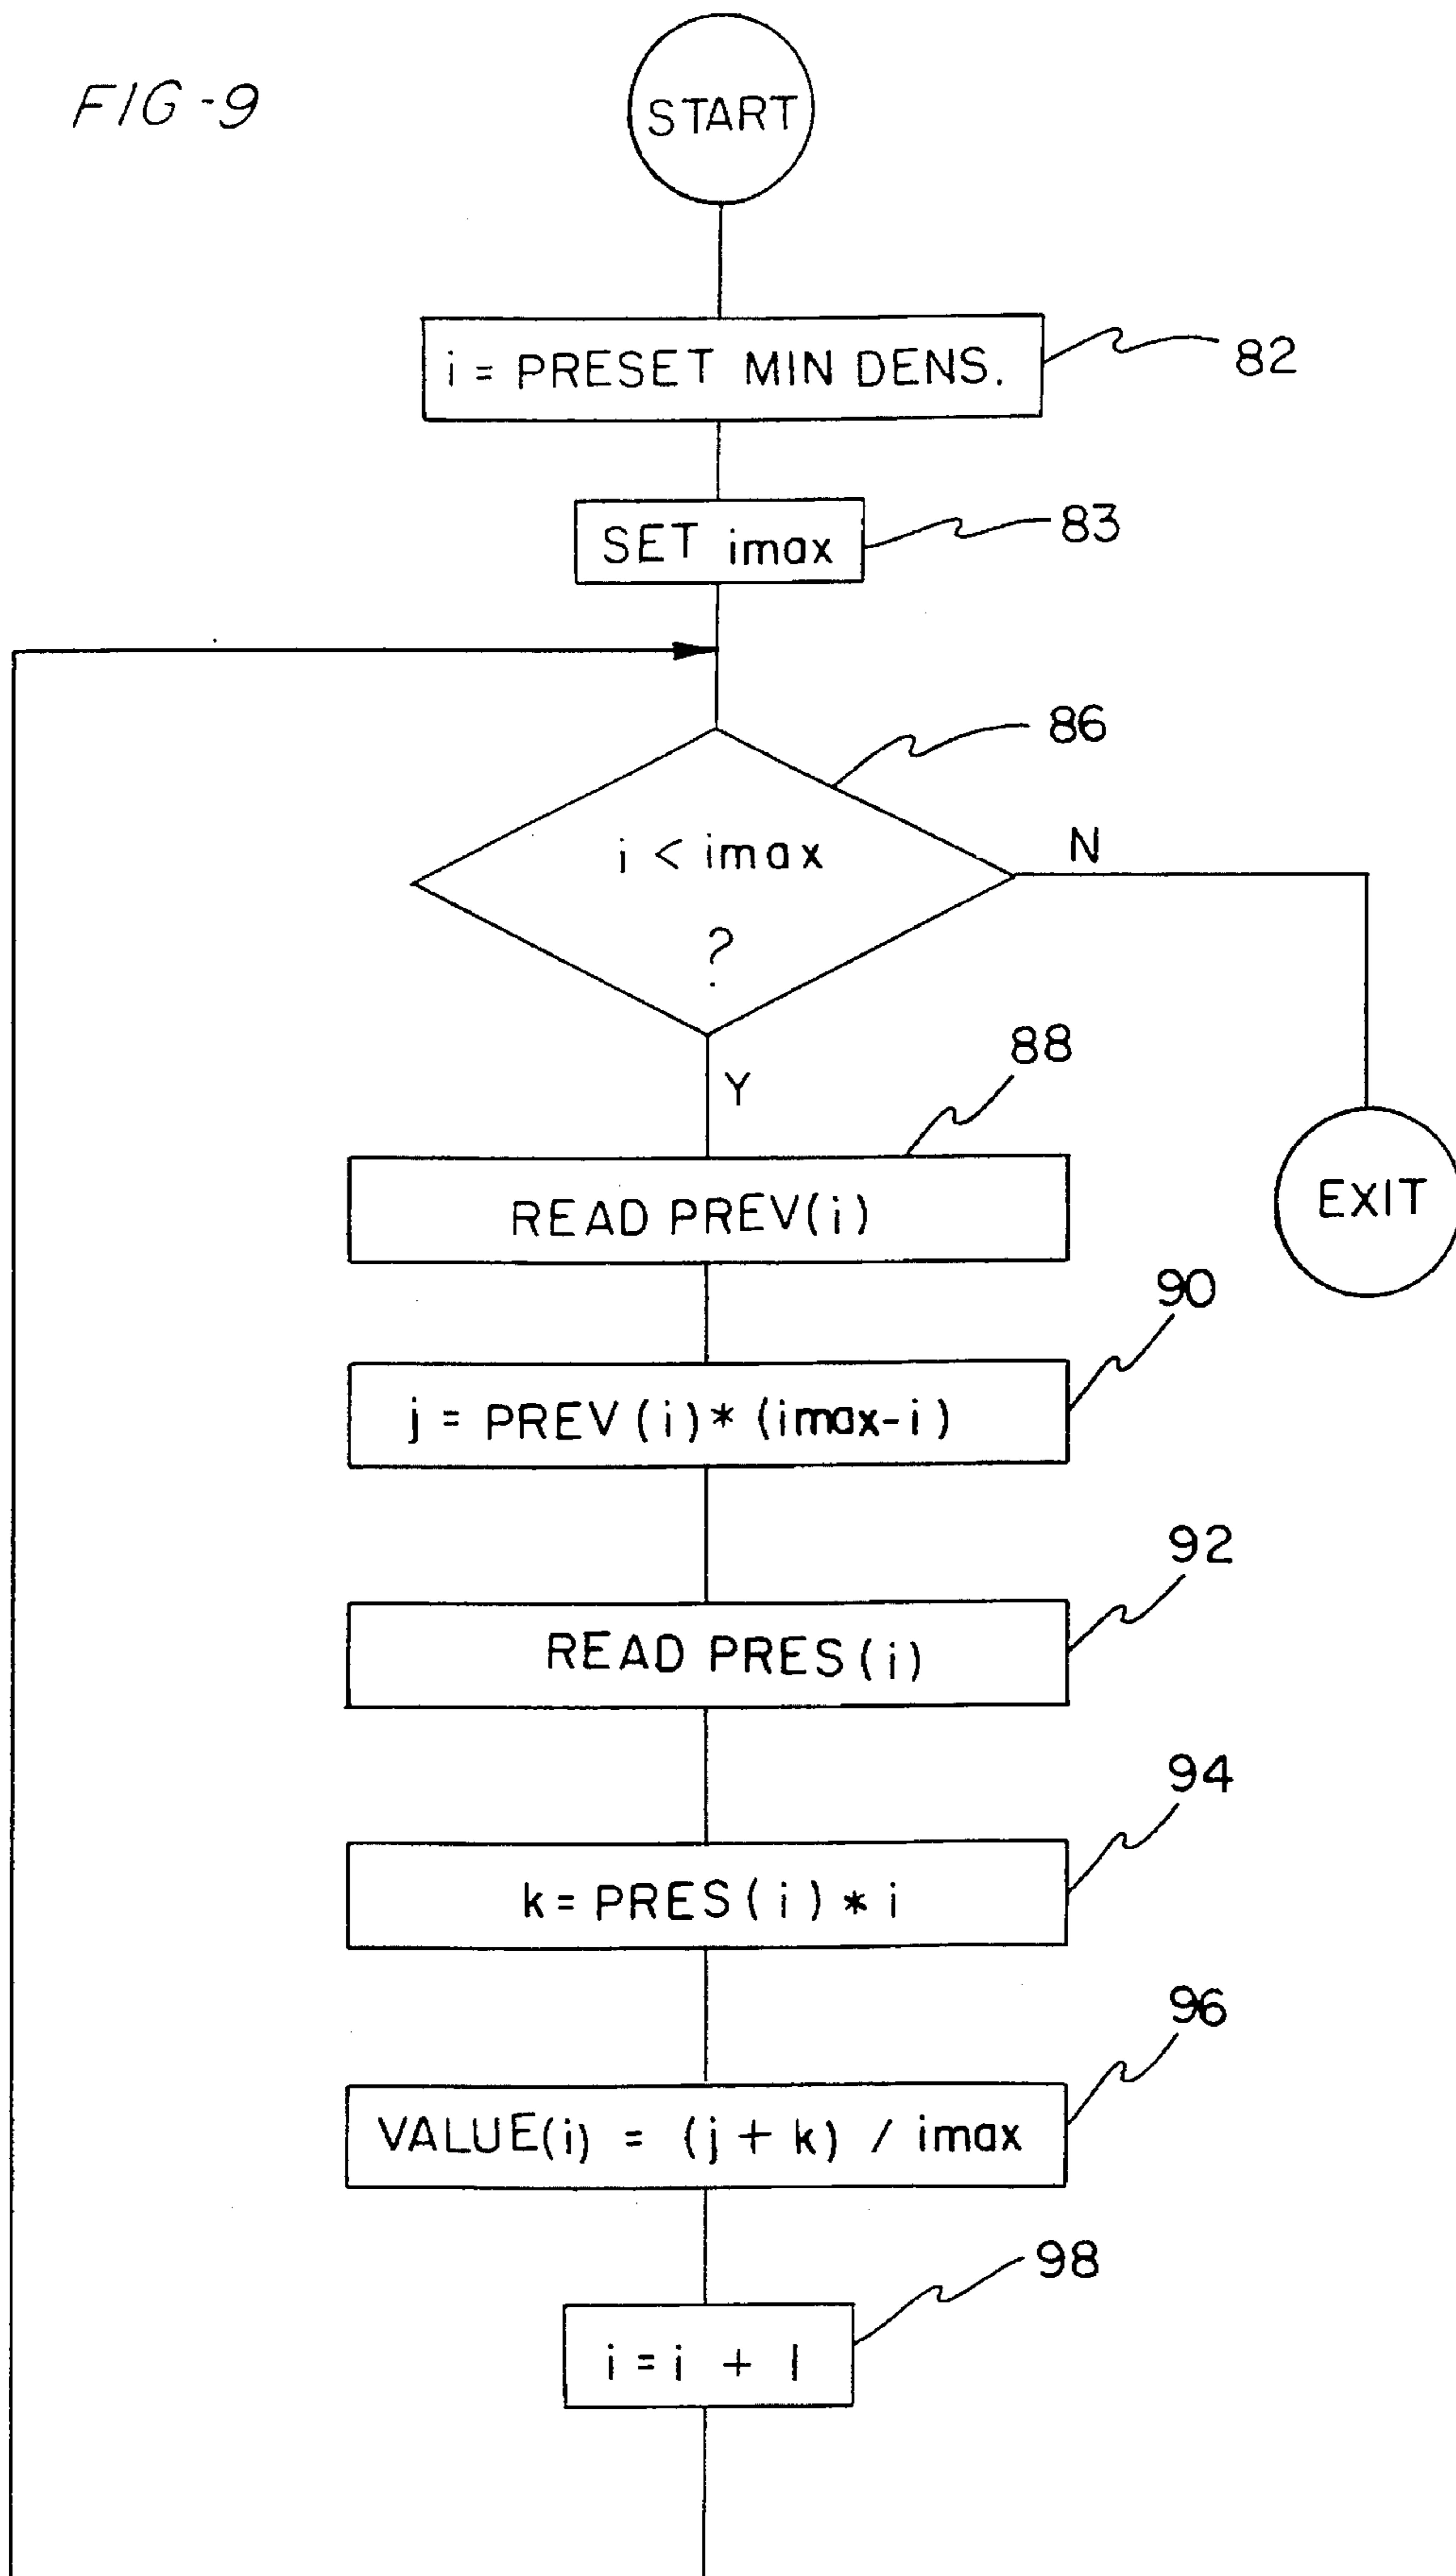 FIG-9
START
i = PRESET MIN DENS.
82
SET imax
83
86
i < imax
?
N
Y
88
READ PREV(i)
EXIT
90
j = PREV(i)*(imax-i)
92
READ PRES(i)
94
k = PRES(i) * i
96
VALUE(i) = (j + k) / imax
98
i = i + 1